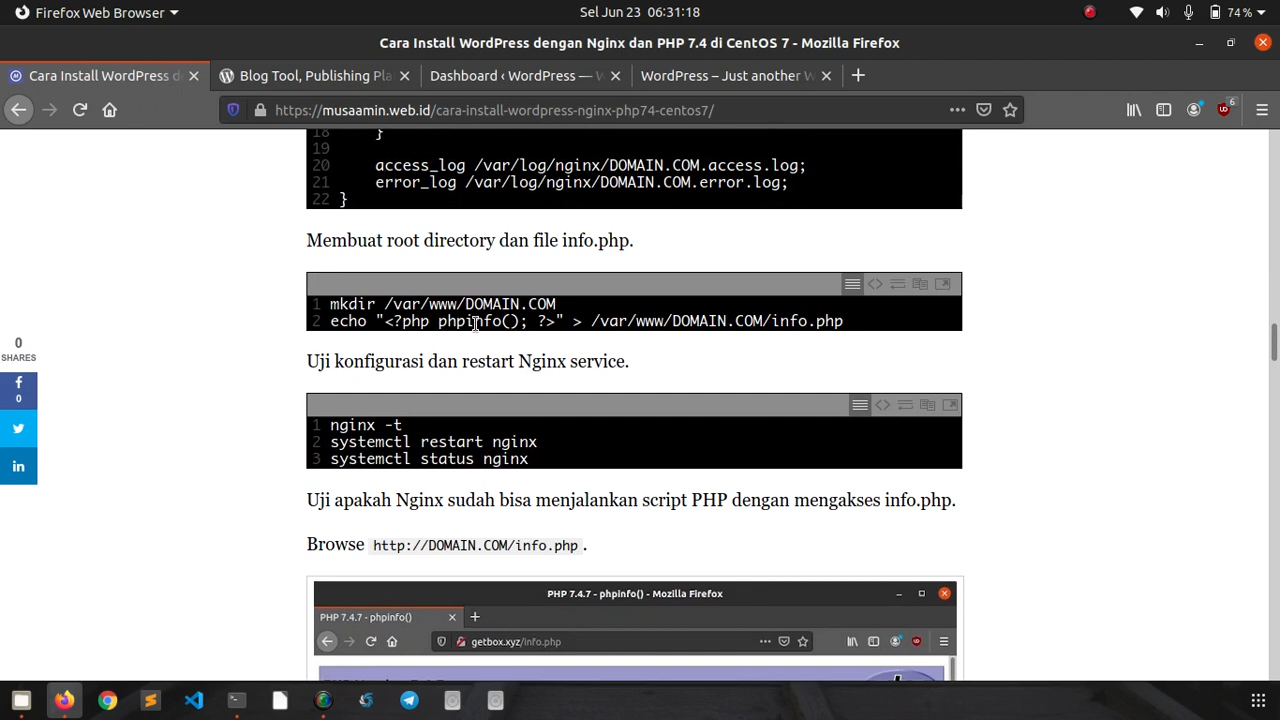 Firefox Web Browser
Sel Jun 23 06:31:18
74 %
Cara Install WordPress dengan Nginx dan PHP 7.4 di CentOS 7 - Mozilla Firefox
Cara Install WordPress d
Blog Tool, Publishing Pla
Dashboard ‹ WordPress — W
WordPress – Just another W
https://musaamin.web.id/cara-install-wordpress-nginx-php74-centos7/
6
18 }
19
20 access_log /var/log/nginx/DOMAIN.COM.access.log;
21 error_log /var/log/nginx/DOMAIN.COM.error.log;
22 }
Membuat root directory dan file info.php.
1 mkdir /var/www/DOMAIN.COM
2 echo "<?php phpinfo(); ?>" > /var/www/DOMAIN.COM/info.php
0
SHARES
0
Uji konfigurasi dan restart Nginx service.
1 nginx -t
2 systemctl restart nginx
3 systemctl status nginx
Uji apakah Nginx sudah bisa menjalankan script PHP dengan mengakses info.php.
Browse http://DOMAIN.COM/info.php.
PHP 7.4.7 - phpinfo() - Mozilla Firefox
PHP 7.4.7 - phpinfo()
getbox.xyz/info.php